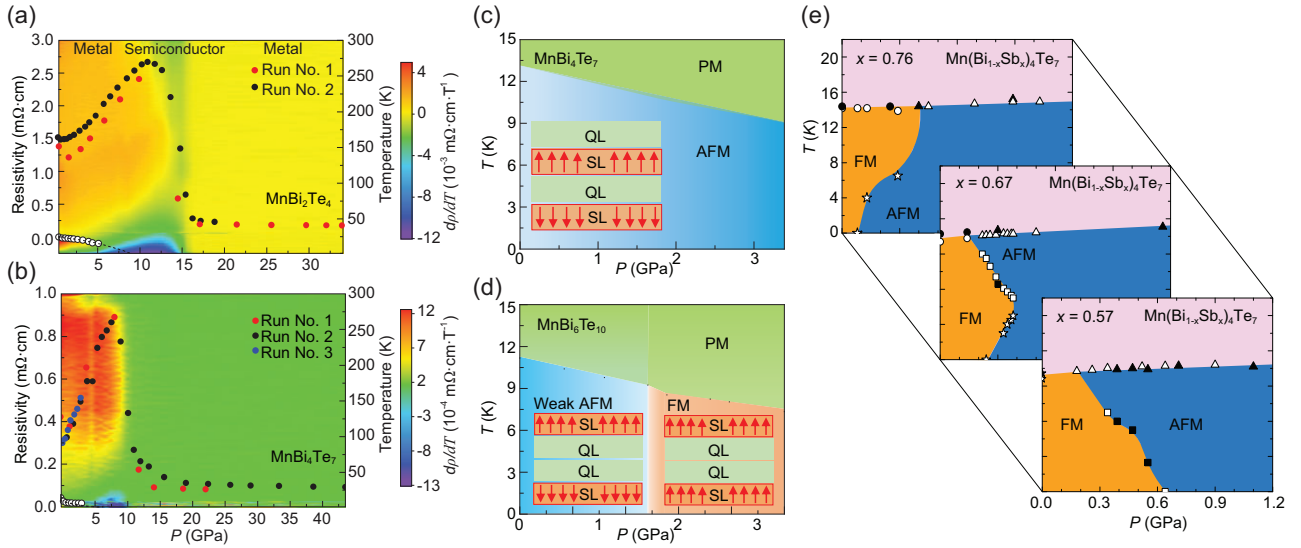 (a)
Metal Semiconductor Metal
Run No. 1
Run No. 2
MnBi2Te4
Resistivity (mΩ·cm)
3.0
2.5
2.0
1.5
1.0
0.5
0.0
5 10 15 20 25 30
Temperature (K)
300
250
200
150
100
50
4
0
-4
-8
-12
dρ/dT (10⁻³ mΩ·cm·T⁻¹)
(b)
Run No. 1
Run No. 2
Run No. 3
MnBi4Te7
Resistivity (mΩ·cm)
1.0
0.8
0.6
0.4
0.2
0.0
5 10 15 20 25 30 35 40
P (GPa)
Temperature (K)
300
250
200
150
100
50
12
8
4
0
-4
-8
-13
dρ/dT (10⁻⁴ mΩ·cm·T⁻¹)
(c)
MnBi4Te7
PM
AFM
QL
SL
QL
SL
T (K)
15
12
9
6
3
0
0 1 2 3
P (GPa)
(d)
MnBi6Te10
PM
Weak AFM
FM
SL
QL
QL
SL
SL
QL
QL
SL
T (K)
15
12
9
6
3
0
0 1 2 3
P (GPa)
(e)
x = 0.76 Mn(Bi1-xSbx)4Te7
FM
AFM
T (K)
20
16
12
8
4
0
x = 0.67 Mn(Bi1-xSbx)4Te7
AFM
FM
x = 0.57 Mn(Bi1-xSbx)4Te7
FM
AFM
0.0 0.3 0.6 0.9 1.2
P (GPa)